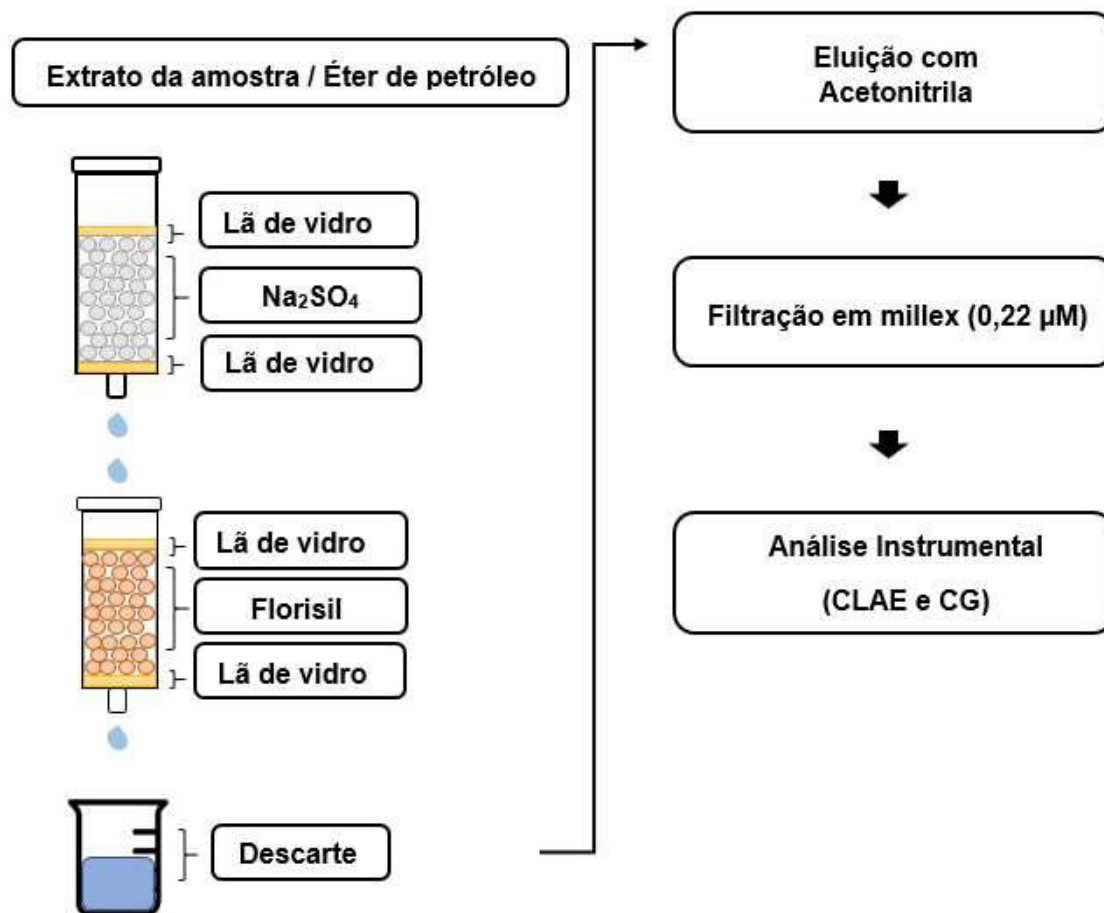 Extrato da amostra / Éter de petróleo
Lã de vidro
Na₂SO₄
Lã de vidro
Lã de vidro
Florisil
Lã de vidro
Descarte
Eluição com
Acetonitrila
Filtração em millex (0,22 µM)
Análise Instrumental
(CLAE e CG)